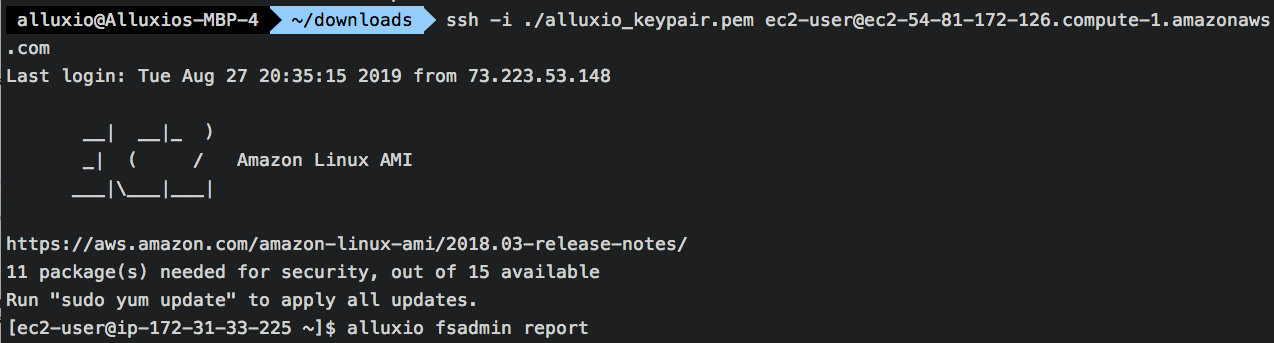 alluxio@Alluxios-MBP-4 ~/downloads ssh -i ./alluxio_keypair.pem ec2-user@ec2-54-81-172-126.compute-1.amazonaws
.com
Last login: Tue Aug 27 20:35:15 2019 from 73.223.53.148
       __|  __|_  )
       _|  (     /   Amazon Linux AMI
      ___|\___|___|
https://aws.amazon.com/amazon-linux-ami/2018.03-release-notes/
11 package(s) needed for security, out of 15 available
Run "sudo yum update" to apply all updates.
[ec2-user@ip-172-31-33-225 ~]$ alluxio fsadmin report